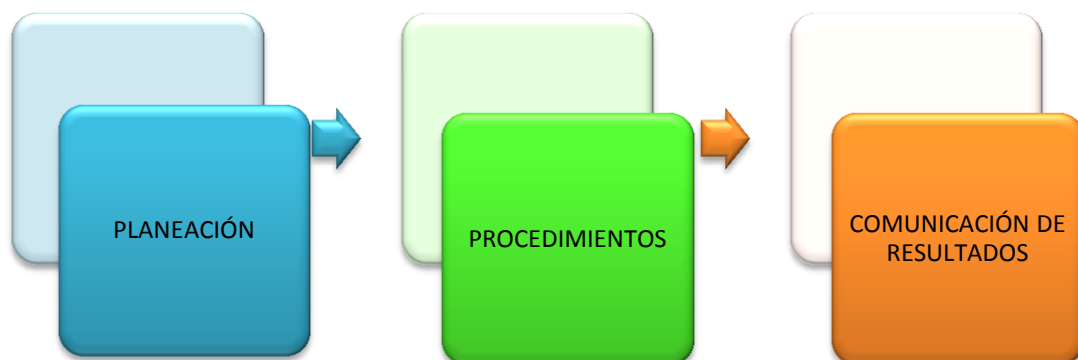 PLANEACIÓN
PROCEDIMIENTOS
COMUNICACIÓN DE
RESULTADOS